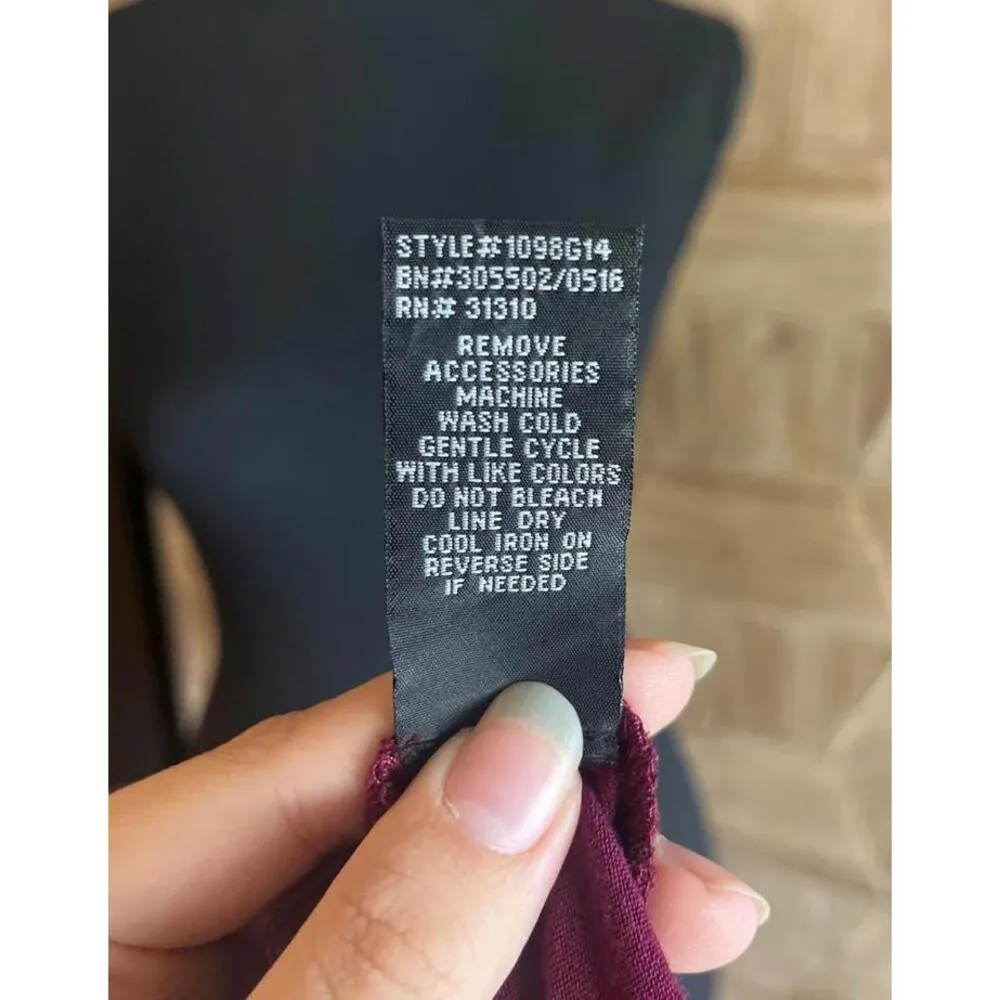 STYLE#1098G14
BN#305502/0516
RN# 31310
REMOVE
ACCESSORIES
MACHINE
WASH COLD
GENTLE CYCLE
WITH LIKE COLORS
DO NOT BLEACH
LINE DRY
COOL IRON ON
REVERSE SIDE
IF NEEDED